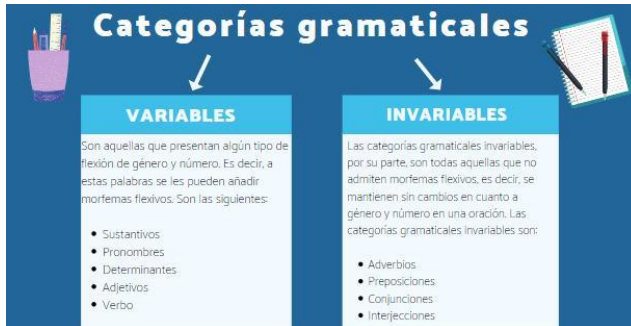 Categorías gramaticales
VARIABLES
Son aquellas que presentan algún tipo de
flexión de género y número. Es decir, a
estas palabras se les pueden añadir
morfemas flexivos. Son las siguientes:
• Sustantivos
• Pronombres
• Determinantes
• Adjetivos
• Verbo
INVARIABLES
Las categorías gramaticales invariables,
por su parte, son todas aquellas que no
admiten morfemas flexivos, es decir, se
mantienen sin cambios en cuanto a
género y número en una oración. Las
categorías gramaticales invariables son:
• Adverbios
• Preposiciones
• Conjunciones
• Interjecciones